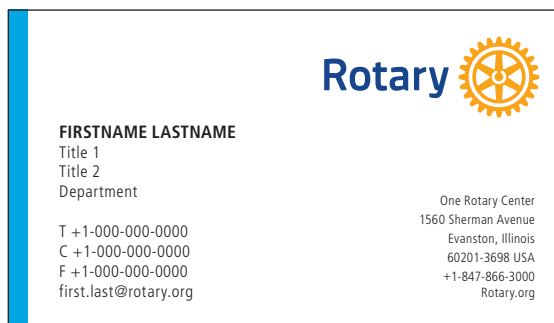 Rotary
FIRSTNAME LASTNAME
Title 1
Title 2
Department
T +1-000-000-0000
C +1-000-000-0000
F +1-000-000-0000
first.last@rotary.org
One Rotary Center
1560 Sherman Avenue
Evanston, Illinois
60201-3698 USA
+1-847-866-3000
Rotary.org